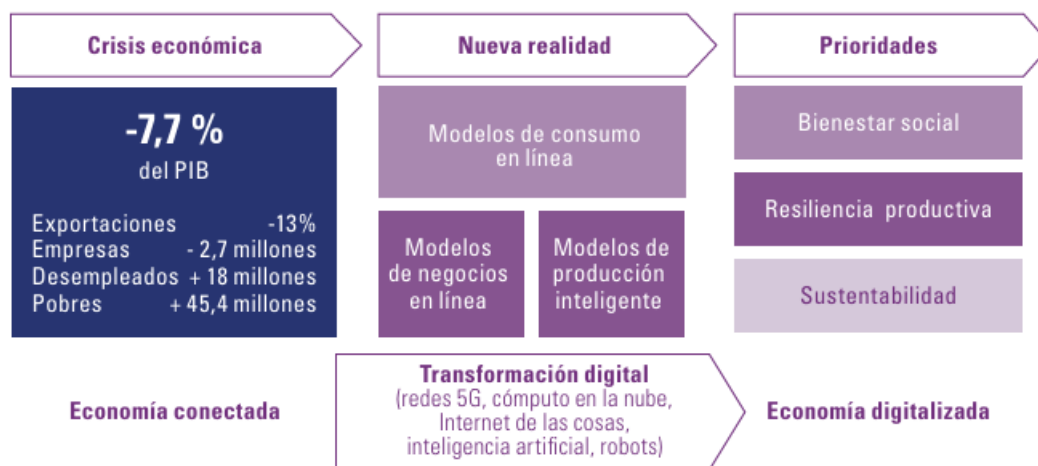 Crisis económica
Nueva realidad
Prioridades
-7,7 %
del PIB
Exportaciones -13%
Empresas - 2,7 millones
Desempleados + 18 millones
Pobres + 45,4 millones
Modelos de consumo
en línea
Modelos
de negocios
en línea
Modelos de
producción
inteligente
Bienestar social
Resiliencia productiva
Sustentabilidad
Economía conectada
Transformación digital
(redes 5G, cómputo en la nube,
Internet de las cosas,
inteligencia artificial, robots)
Economía digitalizada